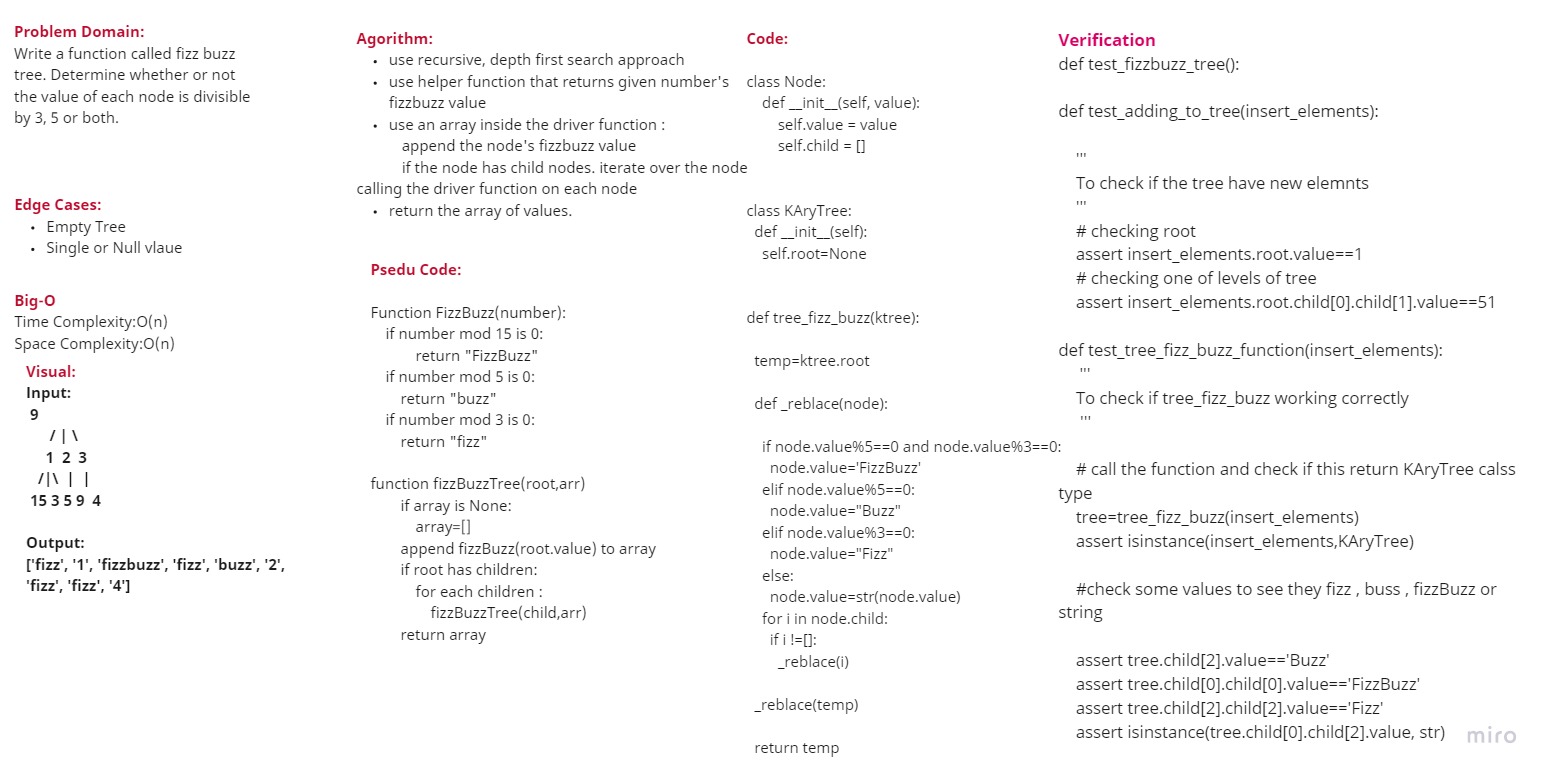 Problem Domain:
Write a function called fizz buzz
tree. Determine whether or not
the value of each node is divisible
by 3, 5 or both.
Edge Cases:
• Empty Tree
• Single or Null vlaue
Big-O
Time Complexity:O(n)
Space Complexity:O(n)
Visual:
Input:
9
/ | \
1 2 3
/|\ | |
15 3 5 9 4
Output:
['fizz', '1', 'fizzbuzz', 'fizz', 'buzz', '2',
'fizz', 'fizz', '4']
Agorithm:
• use recursive, depth first search approach
• use helper function that returns given number's
fizzbuzz value
• use an array inside the driver function :
append the node's fizzbuzz value
if the node has child nodes. iterate over the node
calling the driver function on each node
• return the array of values.
Psedu Code:
Function FizzBuzz(number):
if number mod 15 is 0:
return "FizzBuzz"
if number mod 5 is 0:
return "buzz"
if number mod 3 is 0:
return "fizz"
function fizzBuzzTree(root,arr)
if array is None:
array=[]
append fizzBuzz(root.value) to array
if root has children:
for each children :
fizzBuzzTree(child,arr)
return array
Code:
class Node:
def __init__(self, value):
self.value = value
self.child = []
class KAryTree:
def __init__(self):
self.root=None
def tree_fizz_buzz(ktree):
temp=ktree.root
def _reblace(node):
if node.value%5==0 and node.value%3==0:
node.value='FizzBuzz'
elif node.value%5==0:
node.value="Buzz"
elif node.value%3==0:
node.value="Fizz"
else:
node.value=str(node.value)
for i in node.child:
if i !=[]:
_reblace(i)
_reblace(temp)
return temp
Verification
def test_fizzbuzz_tree():
def test_adding_to_tree(insert_elements):
'''
To check if the tree have new elemnts
'''
# checking root
assert insert_elements.root.value==1
# checking one of levels of tree
assert insert_elements.root.child[0].child[1].value==51
def test_tree_fizz_buzz_function(insert_elements):
'''
To check if tree_fizz_buzz working correctly
'''
# call the function and check if this return KAryTree calss
type
tree=tree_fizz_buzz(insert_elements)
assert isinstance(insert_elements,KAryTree)
#check some values to see they fizz , buss , fizzBuzz or
string
assert tree.child[2].value=='Buzz'
assert tree.child[0].child[0].value=='FizzBuzz'
assert tree.child[2].child[2].value=='Fizz'
assert isinstance(tree.child[0].child[2].value, str)
miro